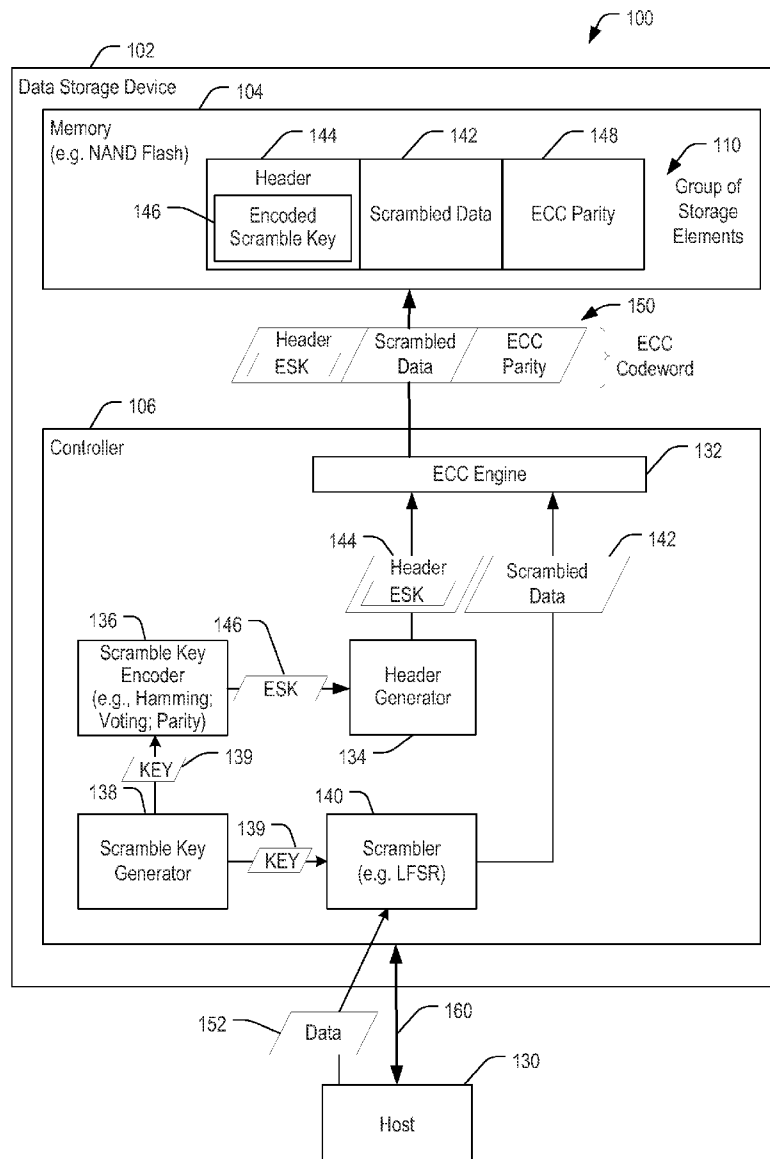 100
102
Data Storage Device
104
Memory
(e.g. NAND Flash)
144
142
148
110
Header
146
Encoded
Scramble Key
Scrambled Data
ECC Parity
Group of
Storage
Elements
150
Header
ESK
Scrambled
Data
ECC
Parity
ECC
Codeword
106
Controller
132
ECC Engine
144
Header
ESK
142
Scrambled
Data
136
Scramble Key
Encoder
(e.g., Hamming;
Voting; Parity)
146
ESK
Header
Generator
134
KEY
139
138
Scramble Key
Generator
139
KEY
140
Scrambler
(e.g. LFSR)
152
Data
160
130
Host